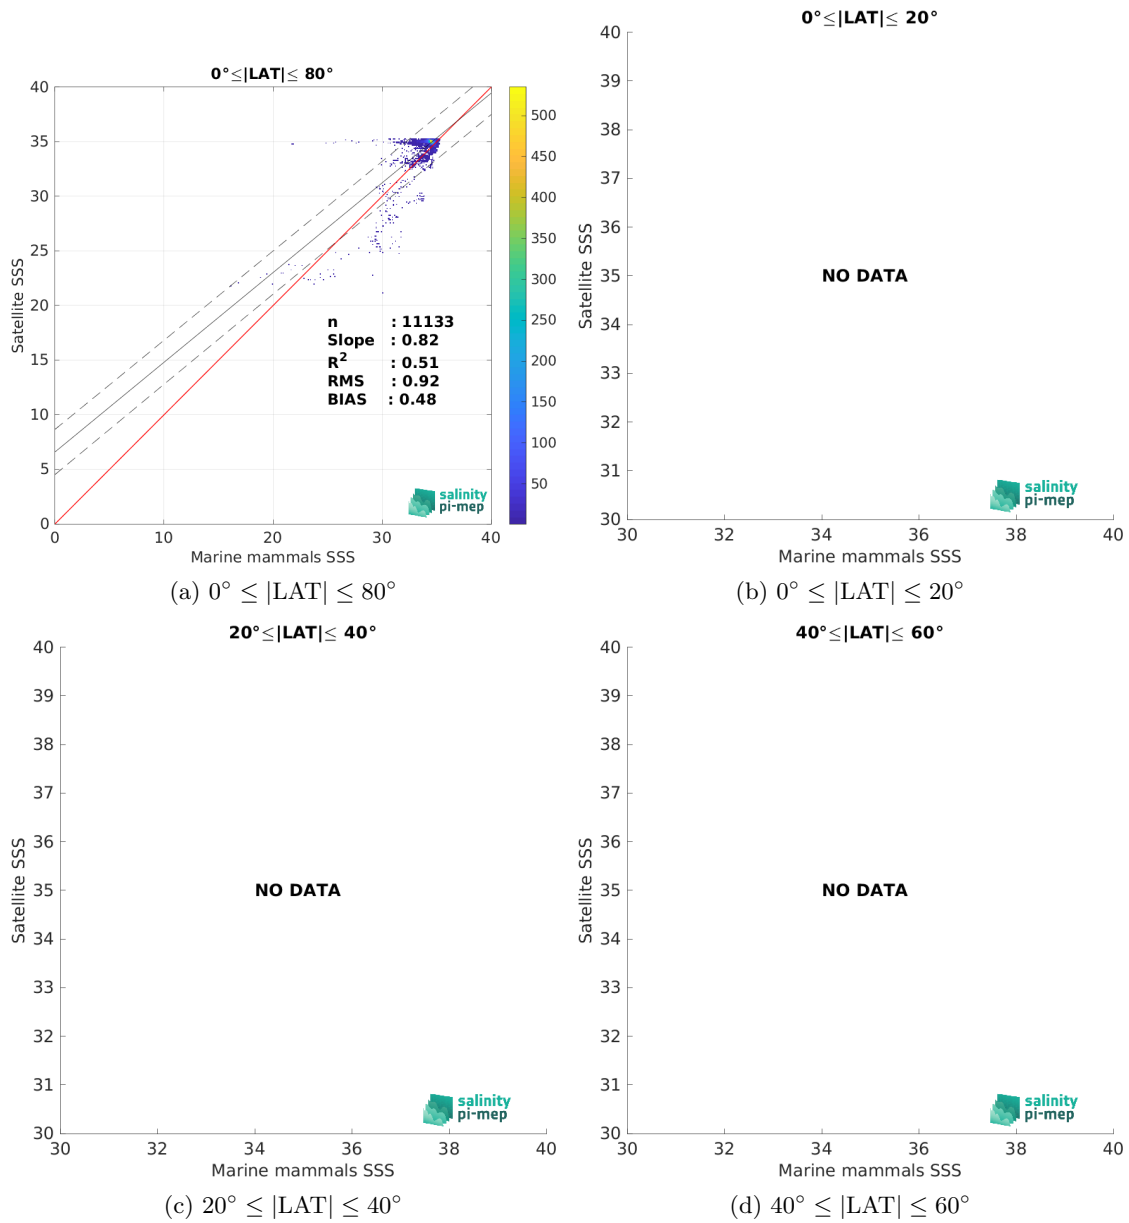 0°≤|LAT|≤ 80°
40
35
30
25
20
15
10
5
0
Satellite SSS
0
10
20
30
40
Marine mammals SSS
500
450
400
350
300
250
200
150
100
50
n : 11133
Slope : 0.82
R2 : 0.51
RMS : 0.92
BIAS : 0.48
salinity
pi-mep
(a) 0° ≤ |LAT| ≤ 80°
0°≤|LAT|≤ 20°
40
39
38
37
36
35
34
33
32
31
30
Satellite SSS
NO DATA
30
32
34
36
38
40
Marine mammals SSS
salinity
pi-mep
(b) 0° ≤ |LAT| ≤ 20°
20°≤|LAT|≤ 40°
40
39
38
37
36
35
34
33
32
31
30
Satellite SSS
NO DATA
30
32
34
36
38
40
Marine mammals SSS
salinity
pi-mep
(c) 20° ≤ |LAT| ≤ 40°
40°≤|LAT|≤ 60°
40
39
38
37
36
35
34
33
32
31
30
Satellite SSS
NO DATA
30
32
34
36
38
40
Marine mammals SSS
salinity
pi-mep
(d) 40° ≤ |LAT| ≤ 60°